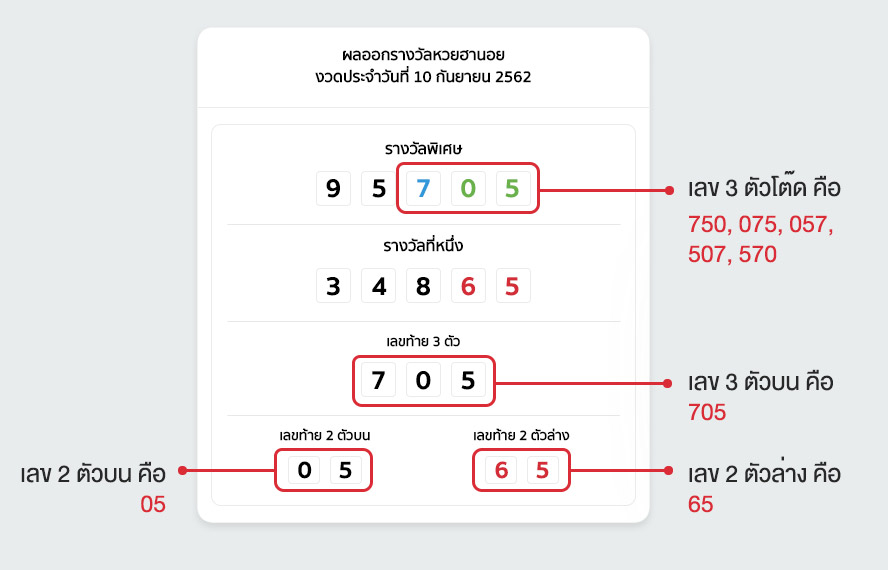 ผลออกรางวัลหวยฮานอย
งวดประจำวันที่ 10 กันยายน 2562
รางวัลพิเศษ
9 5 7 0 5
เลข 3 ตัวโต๊ด คือ
750, 075, 057,
507, 570
รางวัลที่หนึ่ง
3 4 8 6 5
เลขท้าย 3 ตัว
7 0 5
เลข 3 ตัวบน คือ
705
เลขท้าย 2 ตัวบน
0 5
เลข 2 ตัวบน คือ
05
เลขท้าย 2 ตัวล่าง
6 5
เลข 2 ตัวล่าง คือ
65